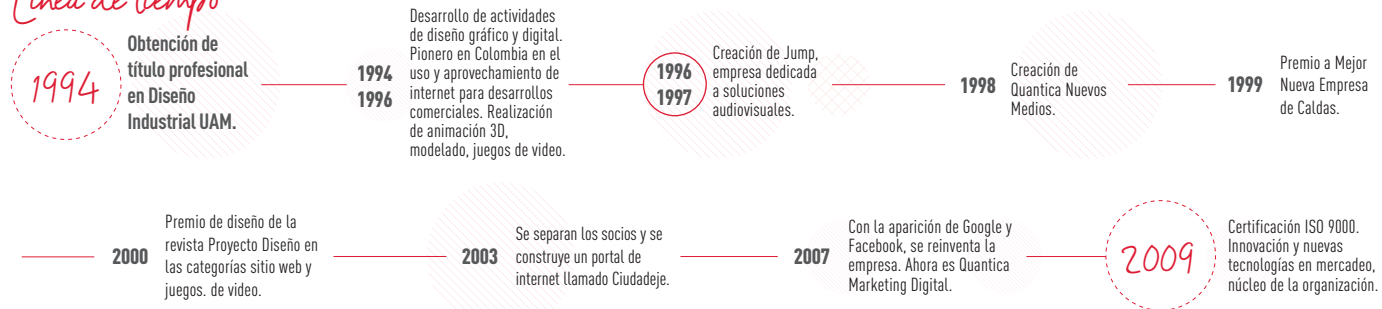 Línea de tiempo
1994
Obtención de
título profesional
en Diseño
Industrial UAM.
1994
1996
Desarrollo de actividades
de diseño gráfico y digital.
Pionero en Colombia en el
uso y aprovechamiento de
internet para desarrollos
comerciales. Realización
de animación 3D,
modelado, juegos de video.
1996
1997
Creación de Jump,
empresa dedicada
a soluciones
audiovisuales.
1998
Creación de
Quantica Nuevos
Medios.
1999
Premio a Mejor
Nueva Empresa
de Caldas.
2000
Premio de diseño de la
revista Proyecto Diseño en
las categorías sitio web y
juegos. de video.
2003
Se separan los socios y se
construye un portal de
internet llamado Ciudadeje.
2007
Con la aparición de Google y
Facebook, se reinventa la
empresa. Ahora es Quantica
Marketing Digital.
2009
Certificación ISO 9000.
Innovación y nuevas
tecnologías en mercadeo,
núcleo de la organización.